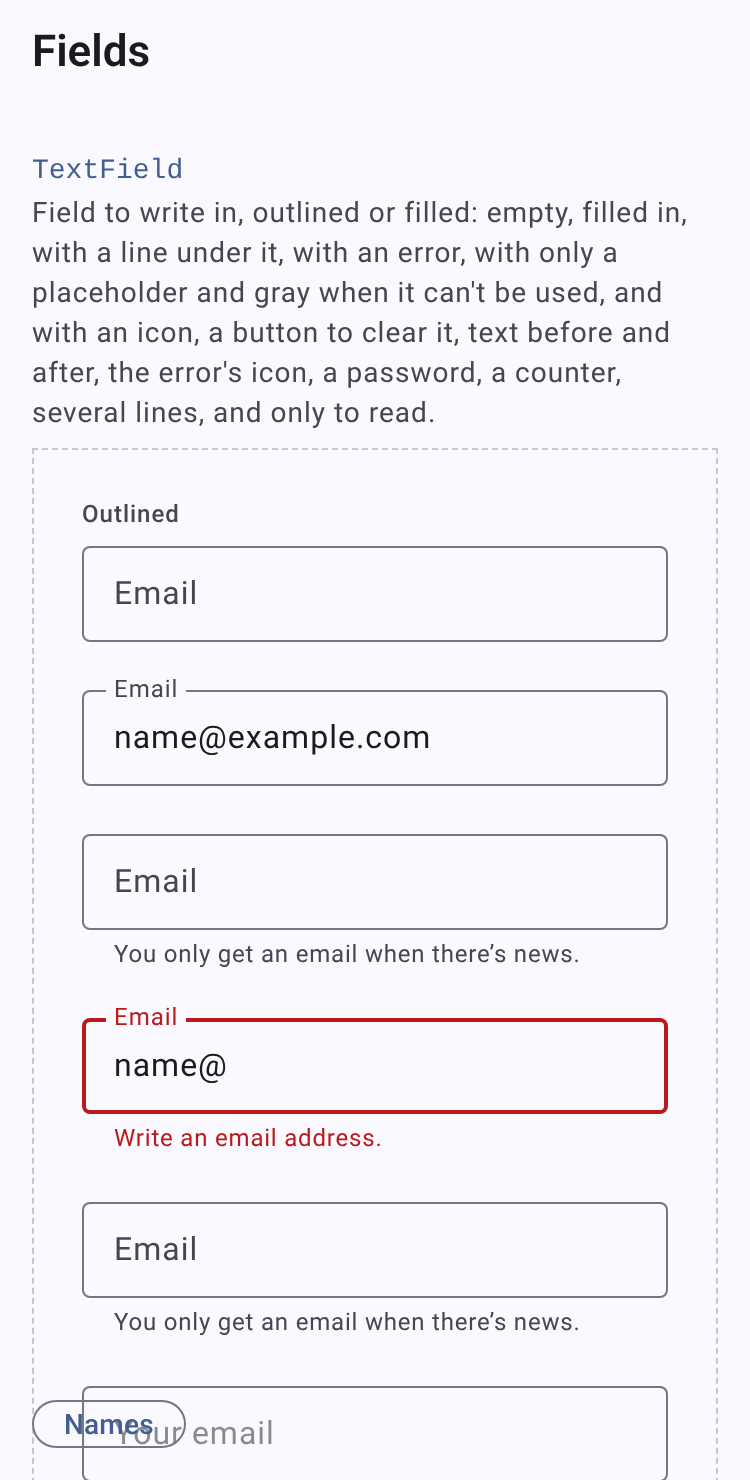 Fields
TextField
Field to write in, outlined or filled: empty, filled in,
with a line under it, with an error, with only a
placeholder and gray when it can't be used, and
with an icon, a button to clear it, text before and
after, the error's icon, a password, a counter,
several lines, and only to read.
Outlined
Email
Email
name@example.com
Email
You only get an email when there’s news.
Email
name@
Write an email address.
Email
You only get an email when there’s news.
Names
Your email